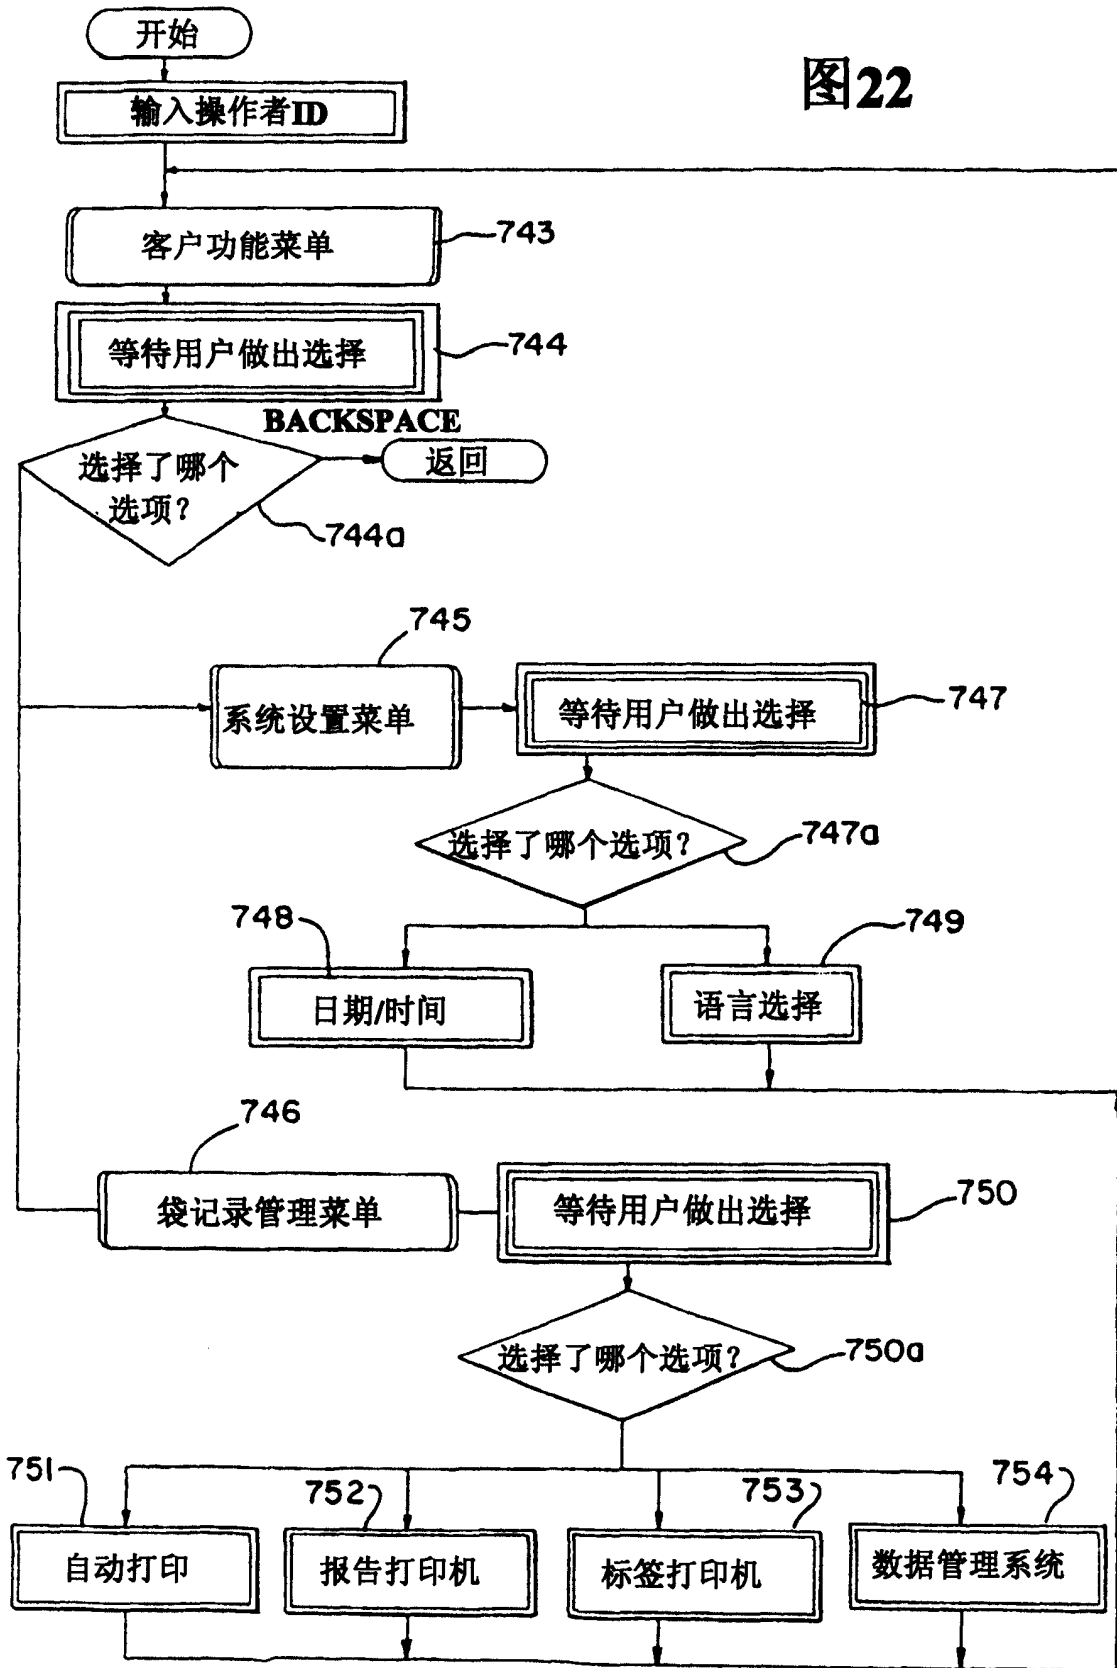 开始
图22
输入操作者ID
客户功能菜单
743
等待用户做出选择
744
BACKSPACE
选择了哪个
选项?
返回
744a
745
系统设置菜单
等待用户做出选择
747
选择了哪个选项?
747a
748
749
日期/时间
语言选择
746
袋记录管理菜单
等待用户做出选择
750
选择了哪个选项?
750a
751
752
753
754
自动打印
报告打印机
标签打印机
数据管理系统